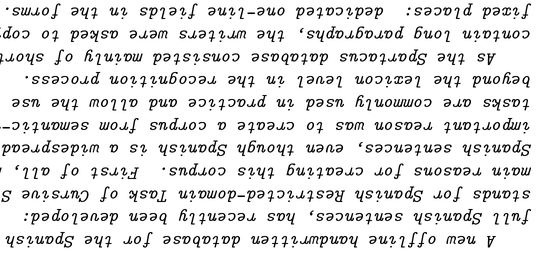 A new offline handwritten database for the Spanish
full Spanish sentences, has recently been developed:
stands for Spanish Restricted-domain Task of Cursive S
main reasons for creating this corpus. First of all,
Spanish sentences, even though Spanish is a widespread
important reason was to create a corpus from semantic-
tasks are commonly used in practice and allow the use
beyond the lexicon level in the recognition process.
As the Spartacus database consisted mainly of short
contain long paragraphs, the writers were asked to copy
fixed places: dedicated one-line fields in the forms.